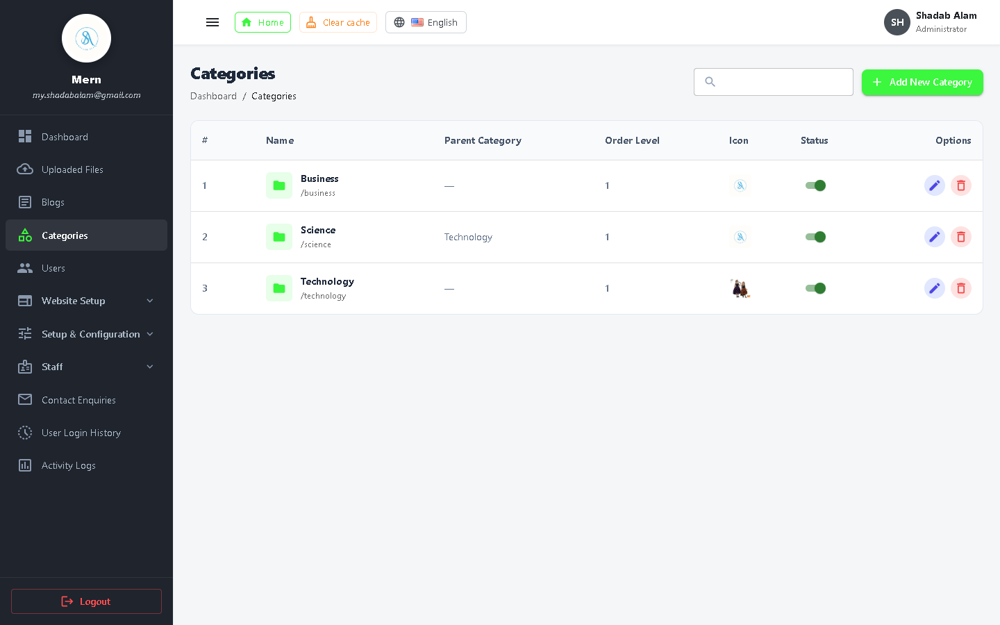 Mern
my.shadabalam@gmail.com
Dashboard
Uploaded Files
Blogs
Categories
Users
Website Setup
Setup & Configuration
Staff
Contact Enquiries
User Login History
Activity Logs
Logout
Home
Clear cache
English
SH
Shadab Alam
Administrator
Categories
Dashboard / Categories
Add New Category
# Name Parent Category Order Level Icon Status Options
1 Business — 1
/business
2 Science Technology 1
/science
3 Technology — 1
/technology